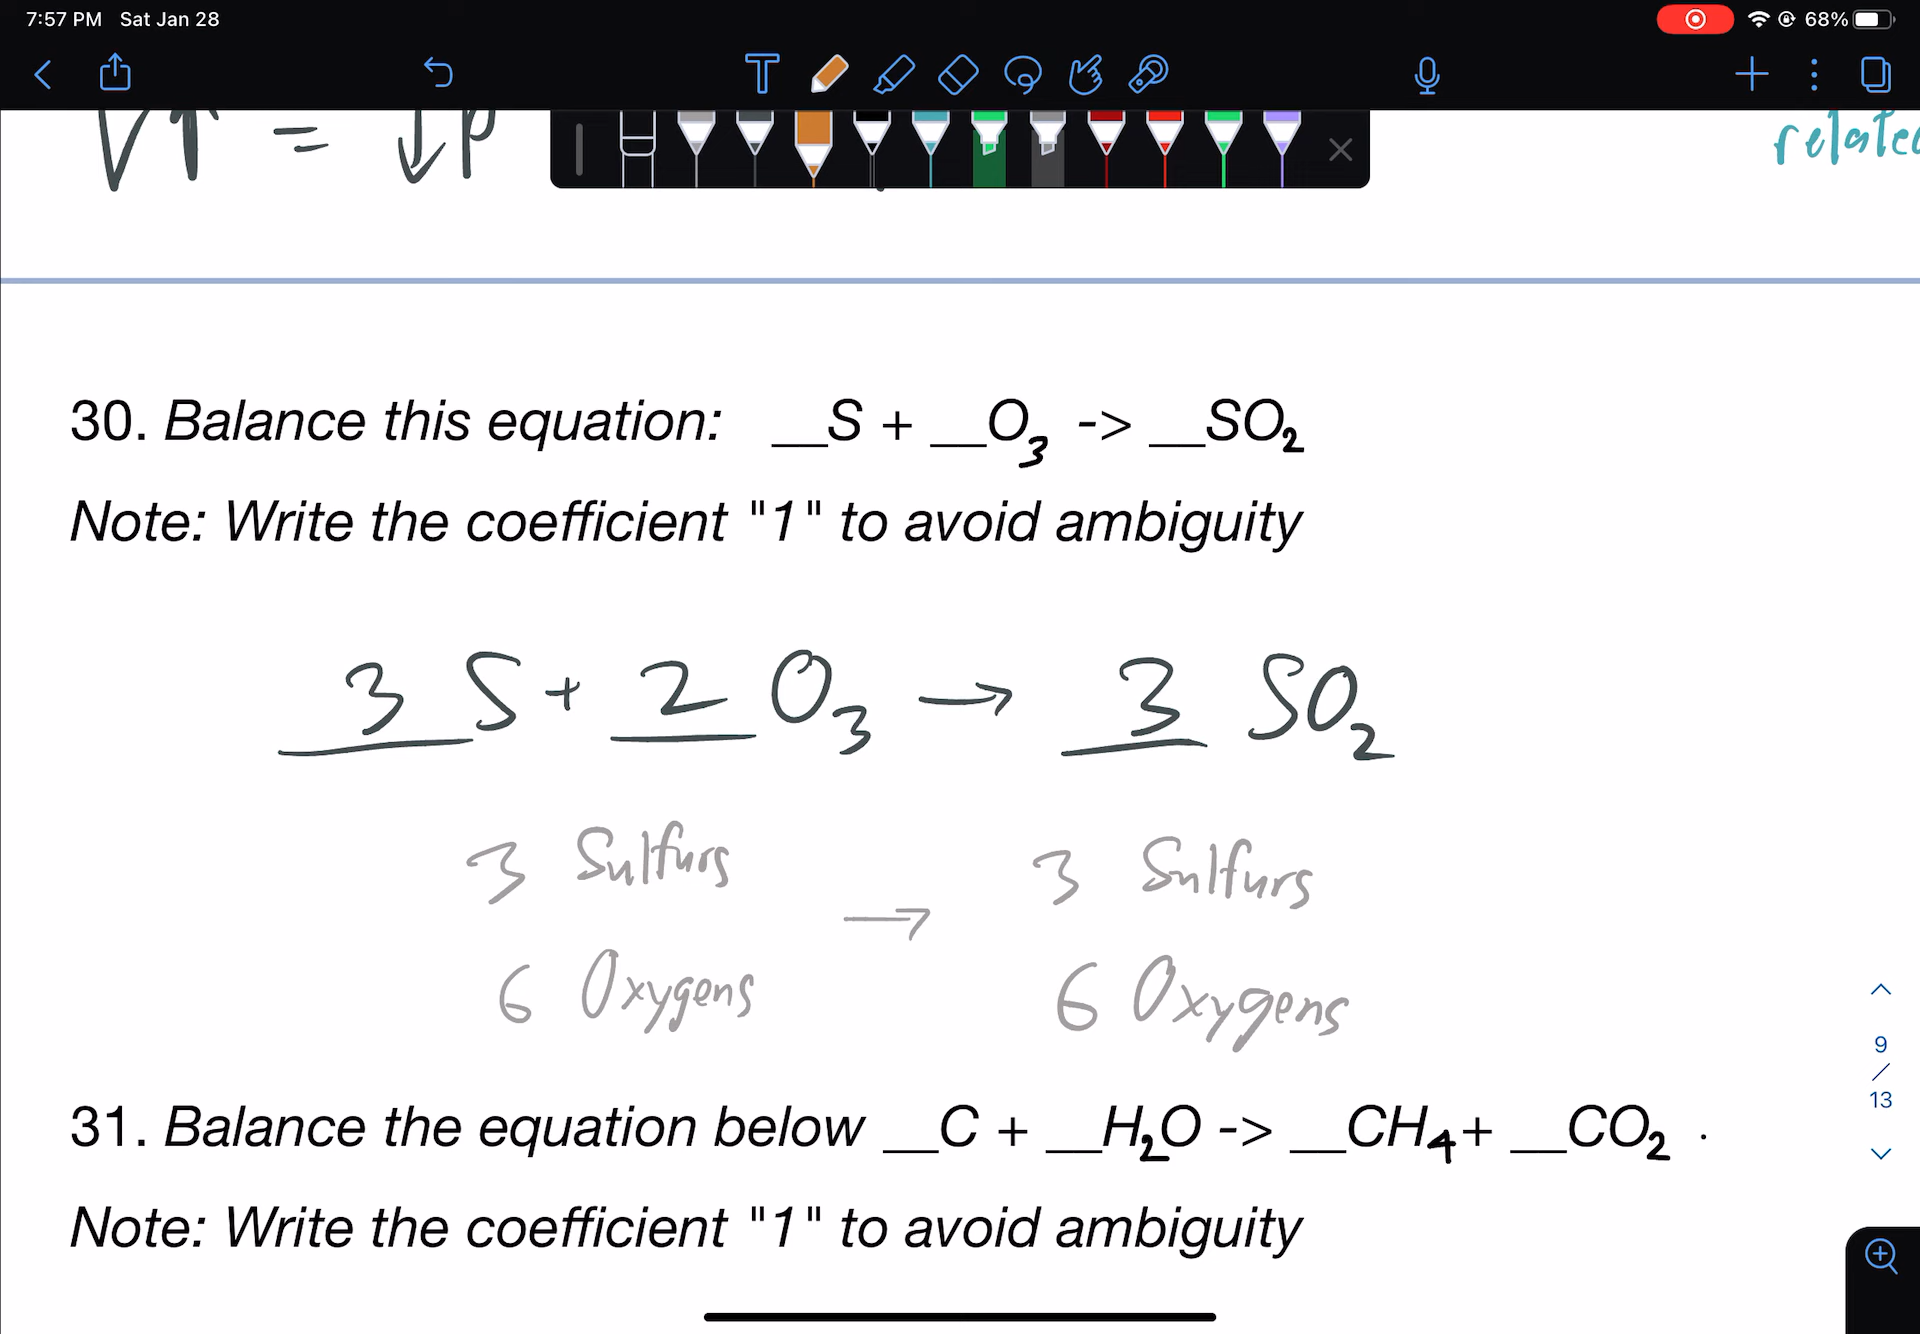 7:57 PM Sat Jan 28
68%
V↑ = ↓P
related
30. Balance this equation: __S + __O₃ -> __SO₂
Note: Write the coefficient "1" to avoid ambiguity
3 S + 2 O₃ → 3 SO₂
3 Sulfurs 3 Sulfurs
→
6 Oxygens 6 Oxygens
9
/
13
31. Balance the equation below __C + __H₂O -> __CH₄+ __CO₂ .
Note: Write the coefficient "1" to avoid ambiguity